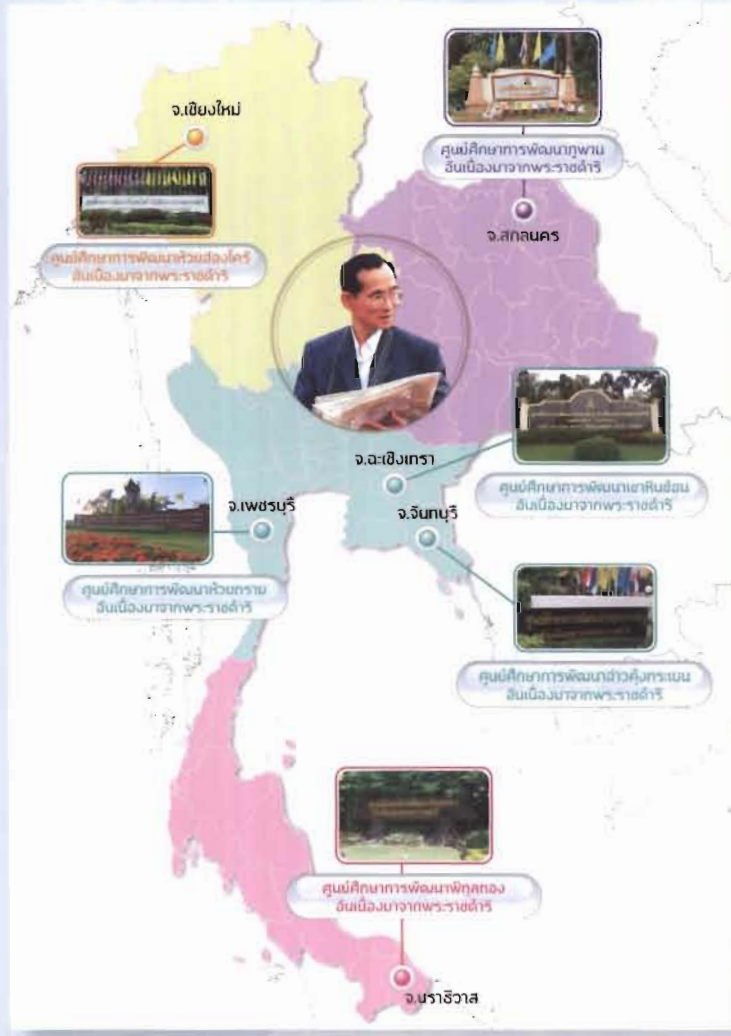 จ.เชียงใหม่
ศูนย์ศึกษาการพัฒนาภูพาน
อันเนื่องมาจากพระราชดำริ
จ.สกลนคร
ศูนย์ศึกษาการพัฒนาห้วยฮ่องไคร้
อันเนื่องมาจากพระราชดำริ
จ.ฉะเชิงเทรา
ศูนย์ศึกษาการพัฒนาเขาหินซ้อน
อันเนื่องมาจากพระราชดำริ
จ.เพชรบุรี
จ.จันทบุรี
ศูนย์ศึกษาการพัฒนาห้วยทราย
อันเนื่องมาจากพระราชดำริ
ศูนย์ศึกษาการพัฒนาอ่าวคุ้งกระเบน
อันเนื่องมาจากพระราชดำริ
ศูนย์ศึกษาการพัฒนาพิกุลทอง
อันเนื่องมาจากพระราชดำริ
จ.นราธิวาส